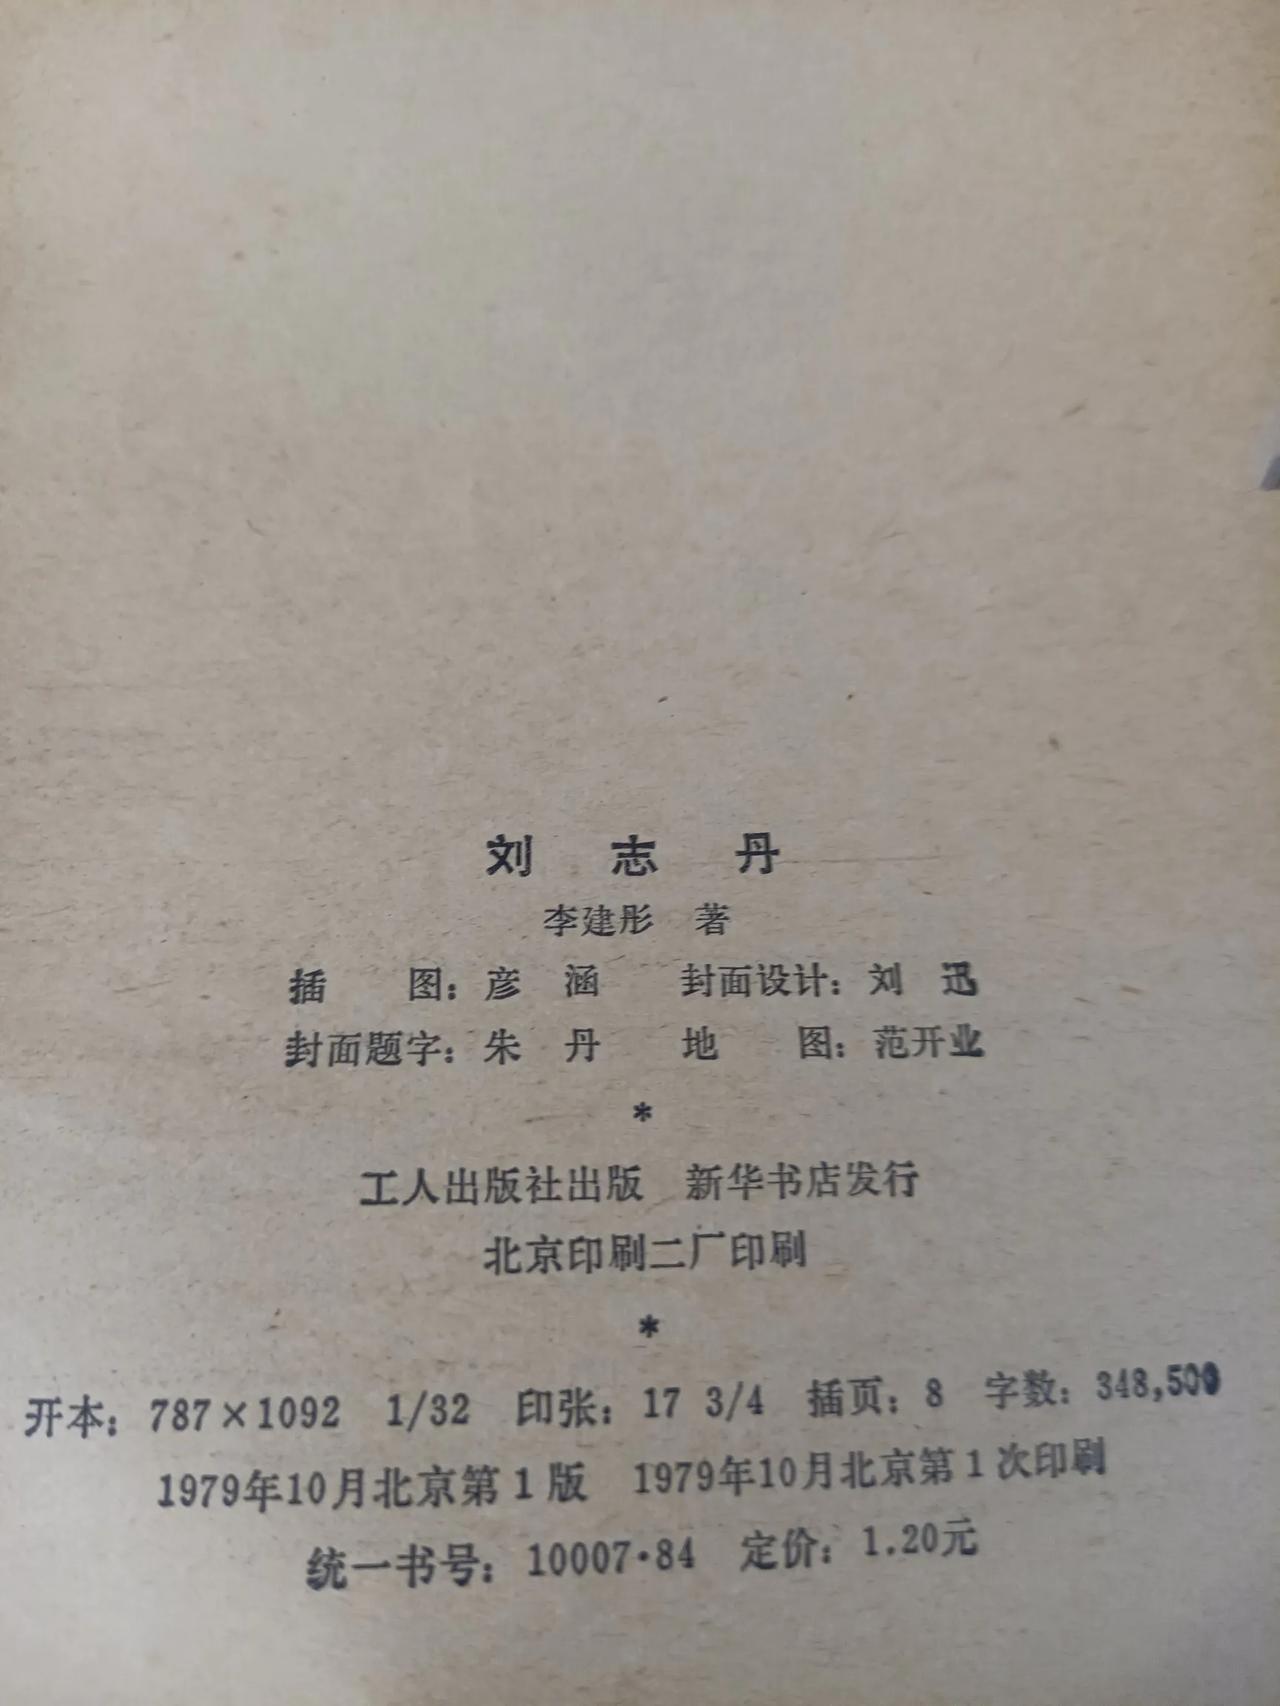 刘志丹
李建彤 著
插图：彦涵 封面设计：刘迅
封面题字：朱丹 地图：范开业
*
工人出版社出版 新华书店发行
北京印刷二厂印刷
*
开本：787×1092 1/32 印张：17 3/4 插页：8 字数：348,500
1979年10月北京第1版 1979年10月北京第1次印刷
统一书号：10007·84 定价：1.20元